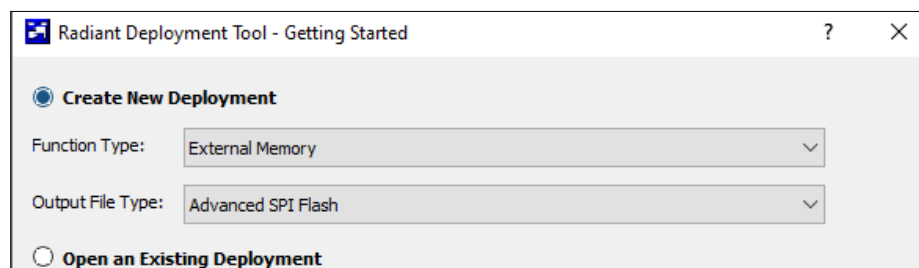 Radiant Deployment Tool - Getting Started ?
Create New Deployment
Function Type: External Memory
Output File Type: Advanced SPI Flash
Open an Existing Deployment